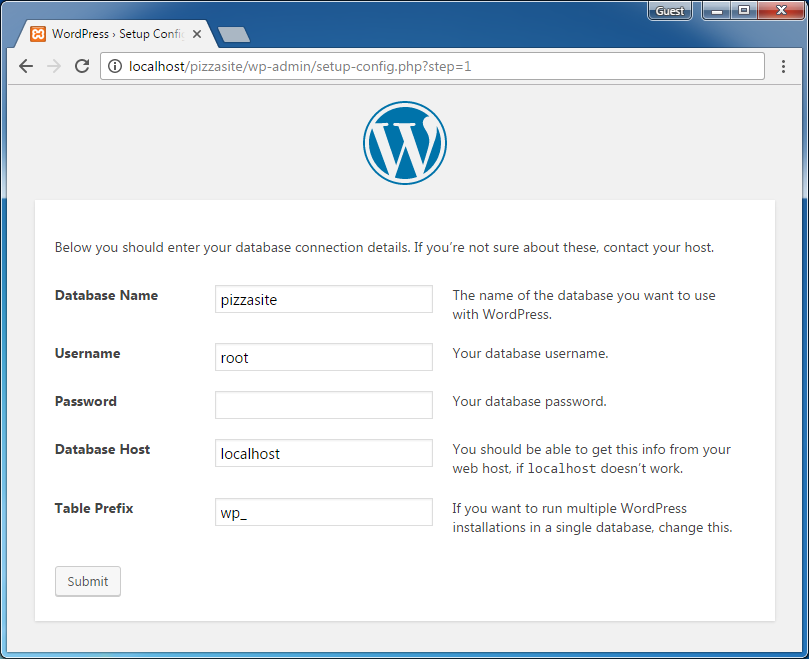 Guest
WordPress › Setup Config
localhost/pizzasite/wp-admin/setup-config.php?step=1
Below you should enter your database connection details. If you’re not sure about these, contact your host.
Database Name
pizzasite
The name of the database you want to use
with WordPress.
Username
root
Your database username.
Password
Your database password.
Database Host
localhost
You should be able to get this info from your
web host, if localhost doesn’t work.
Table Prefix
wp_
If you want to run multiple WordPress
installations in a single database, change this.
Submit